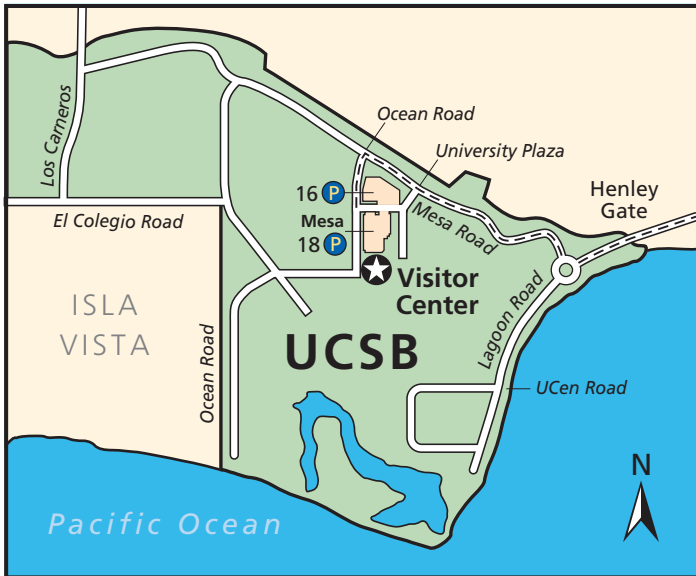 Ocean Road
University Plaza
Los Carneros
16 P
Henley
Gate
El Colegio Road
Mesa
18 P
Mesa Road
Visitor
Center
ISLA
VISTA
Lagoon Road
UCSB
Ocean Road
UCen Road
N
Pacific Ocean